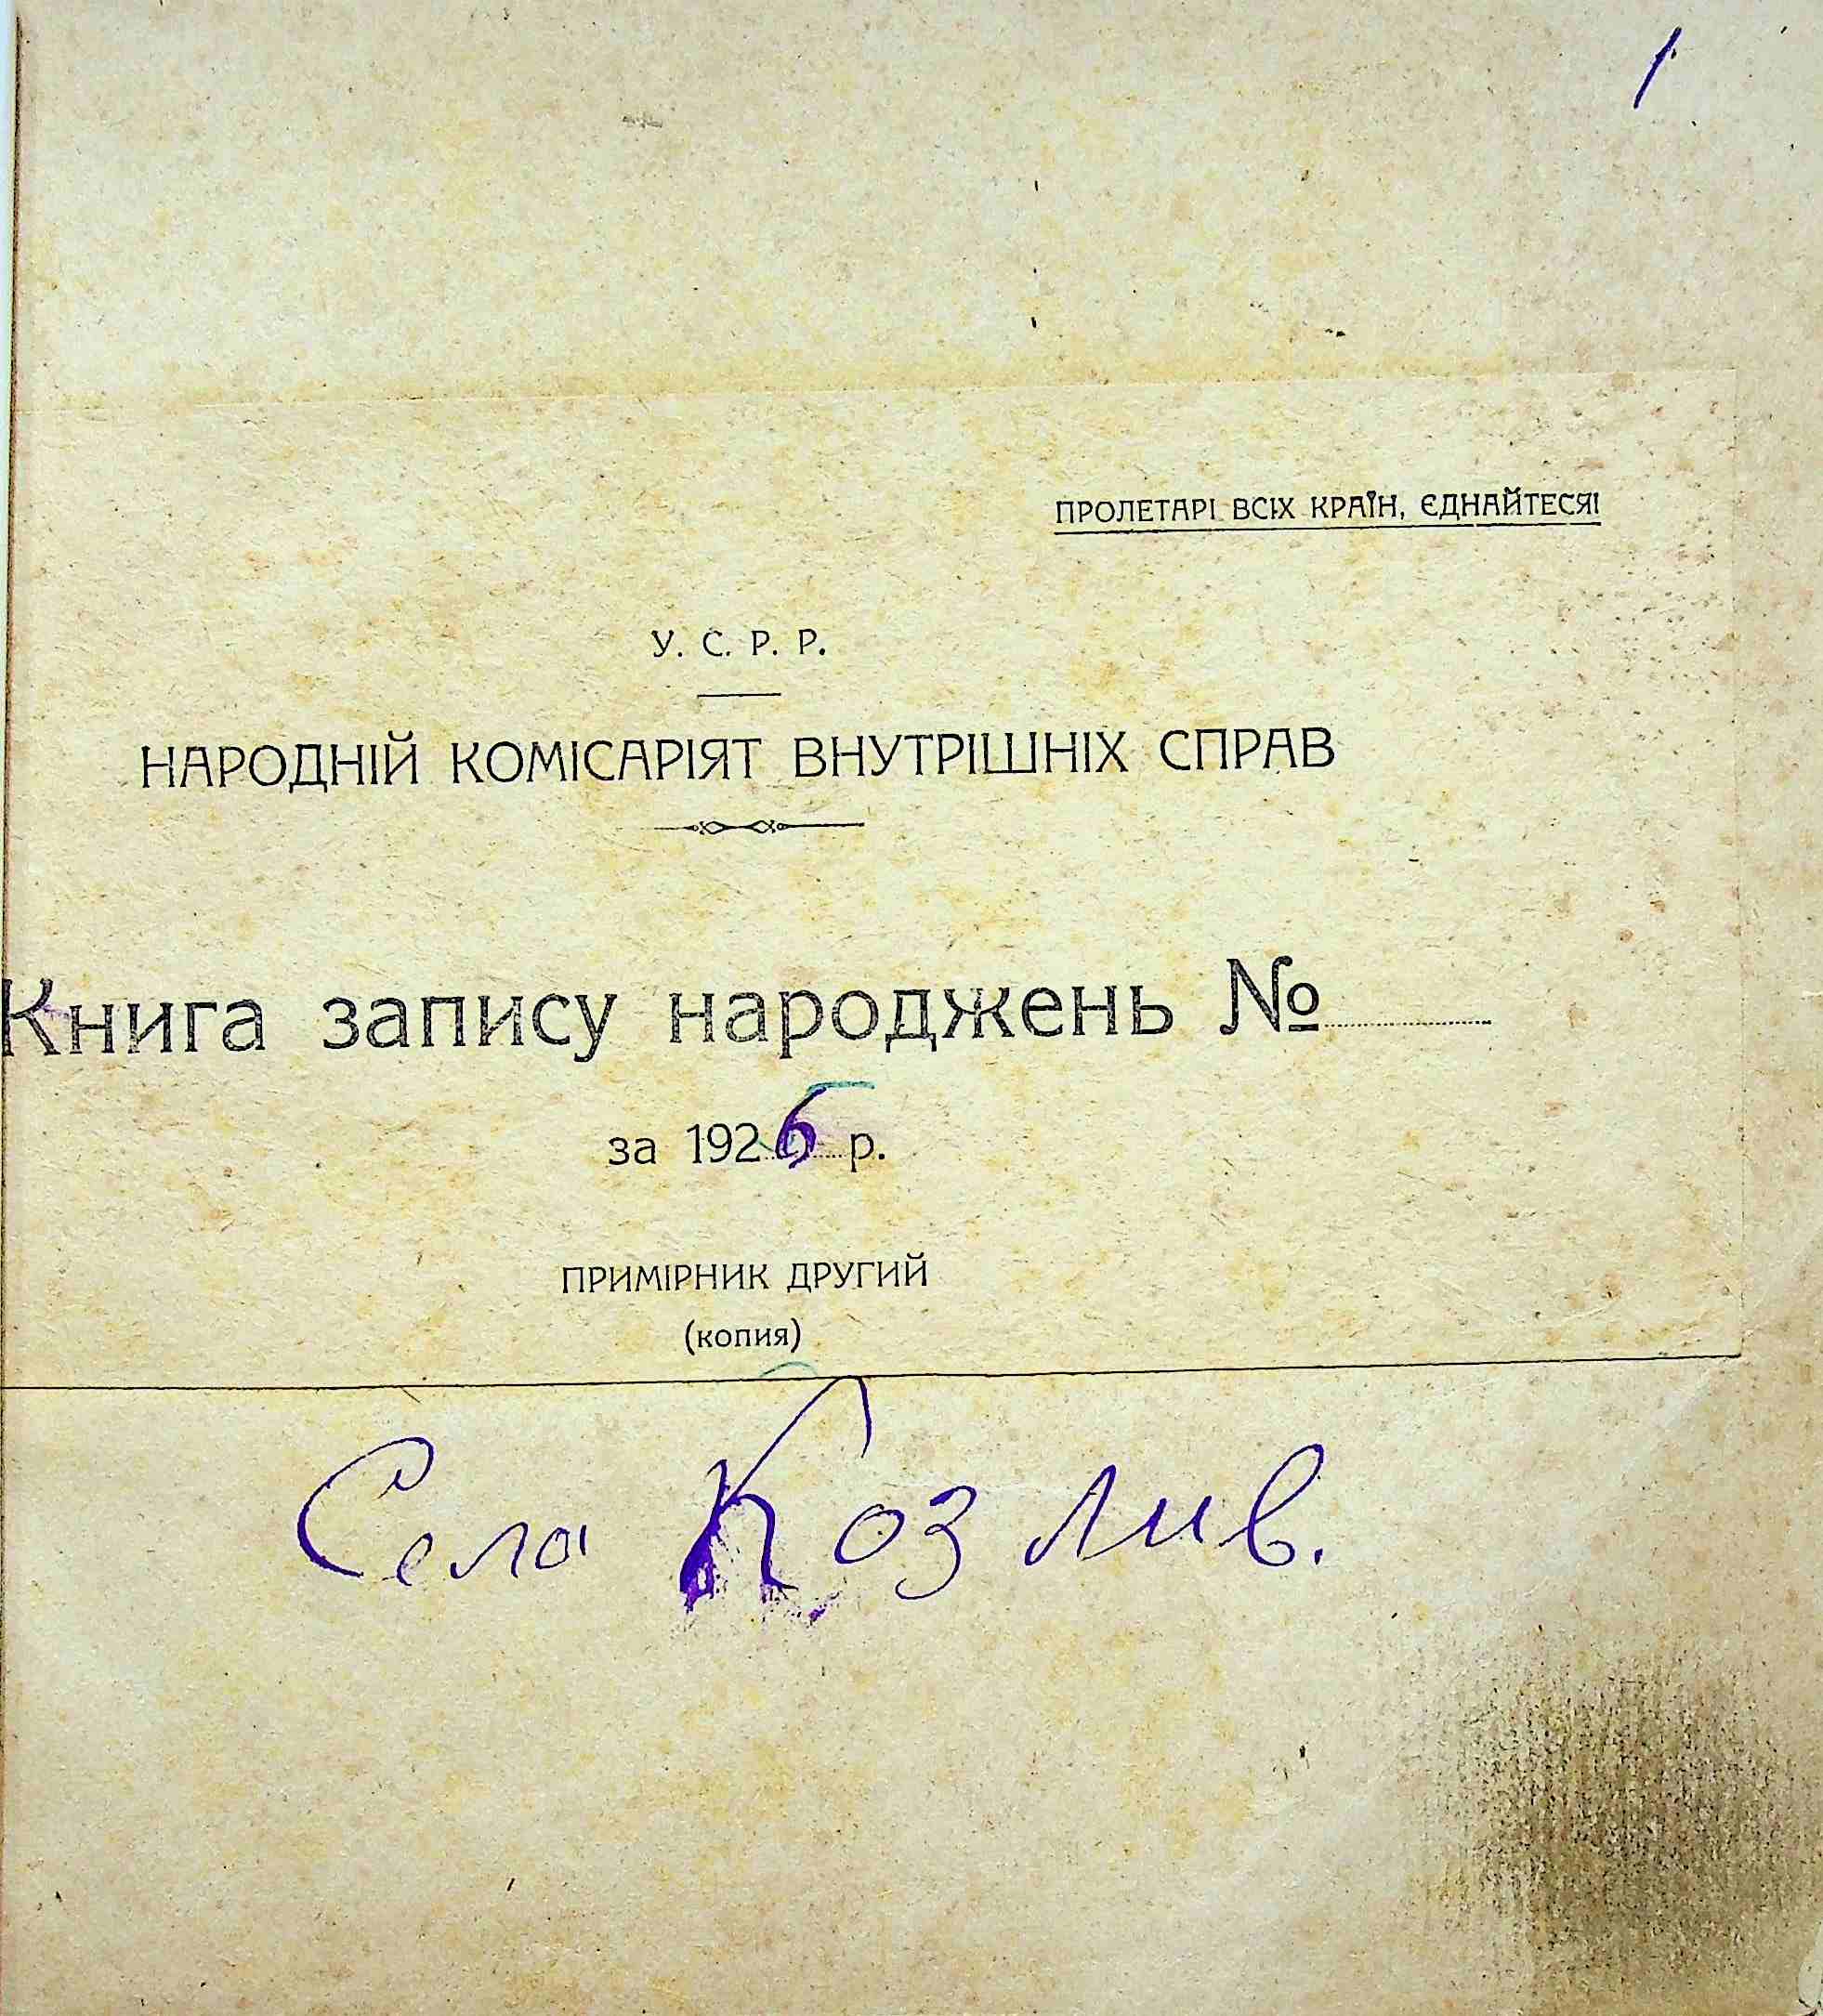 1
ПРОЛЕТАРІ ВСІХ КРАЇН, ЄДНАЙТЕСЯ!
У. С. Р. Р.
НАРОДНІЙ КОМІСАРІЯТ ВНУТРІШНІХ СПРАВ
Книга запису народжень №
за 1926 р.
ПРИМІРНИК ДРУГИЙ
(копия)
Села Козлив.